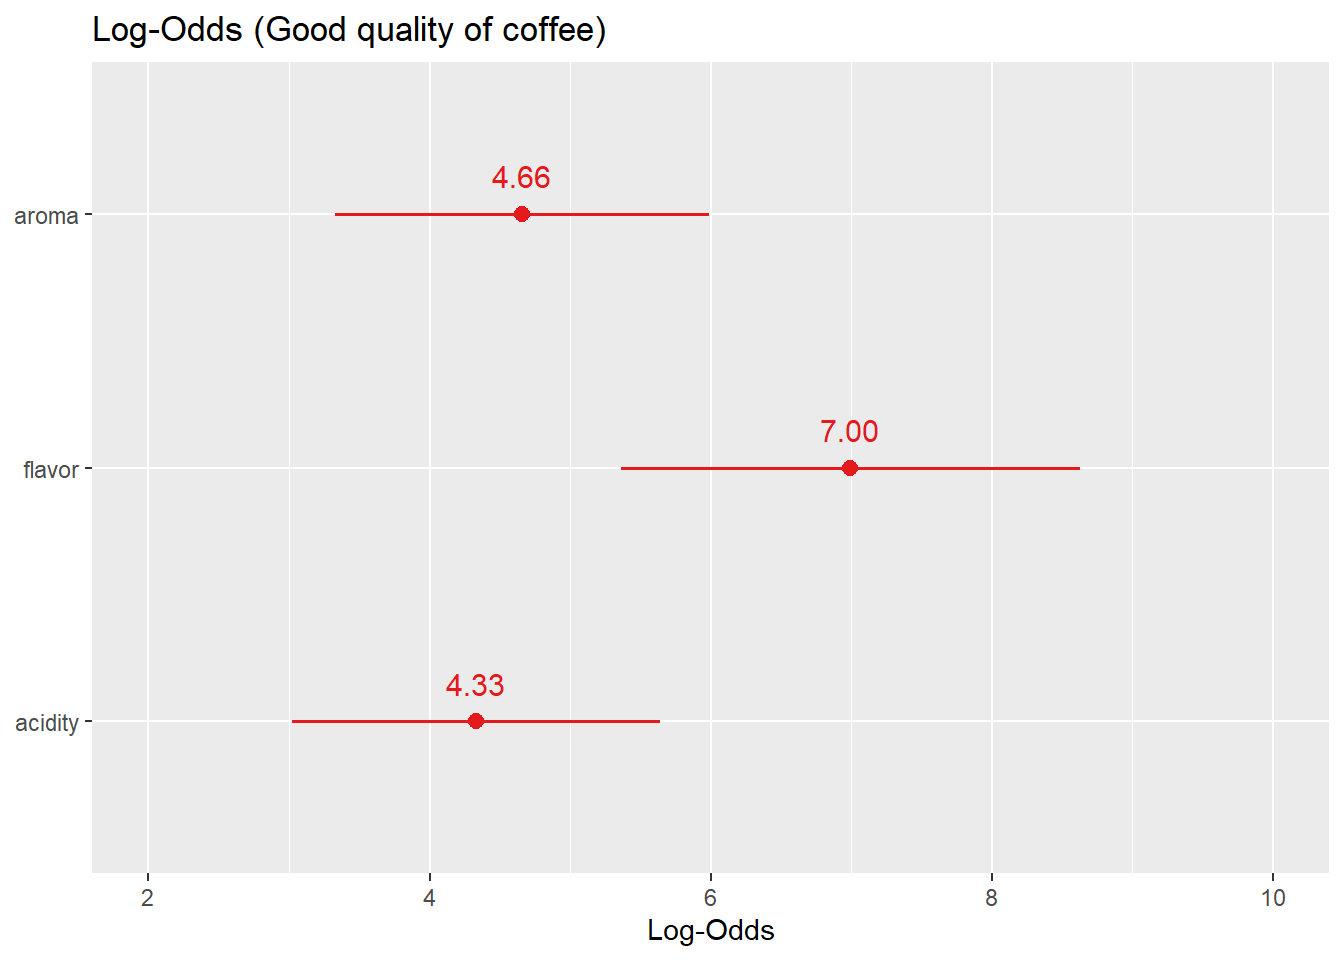 Log-Odds (Good quality of coffee)
4.66
aroma
7.00
flavor
4.33
acidity
2 4 6 8 10
Log-Odds